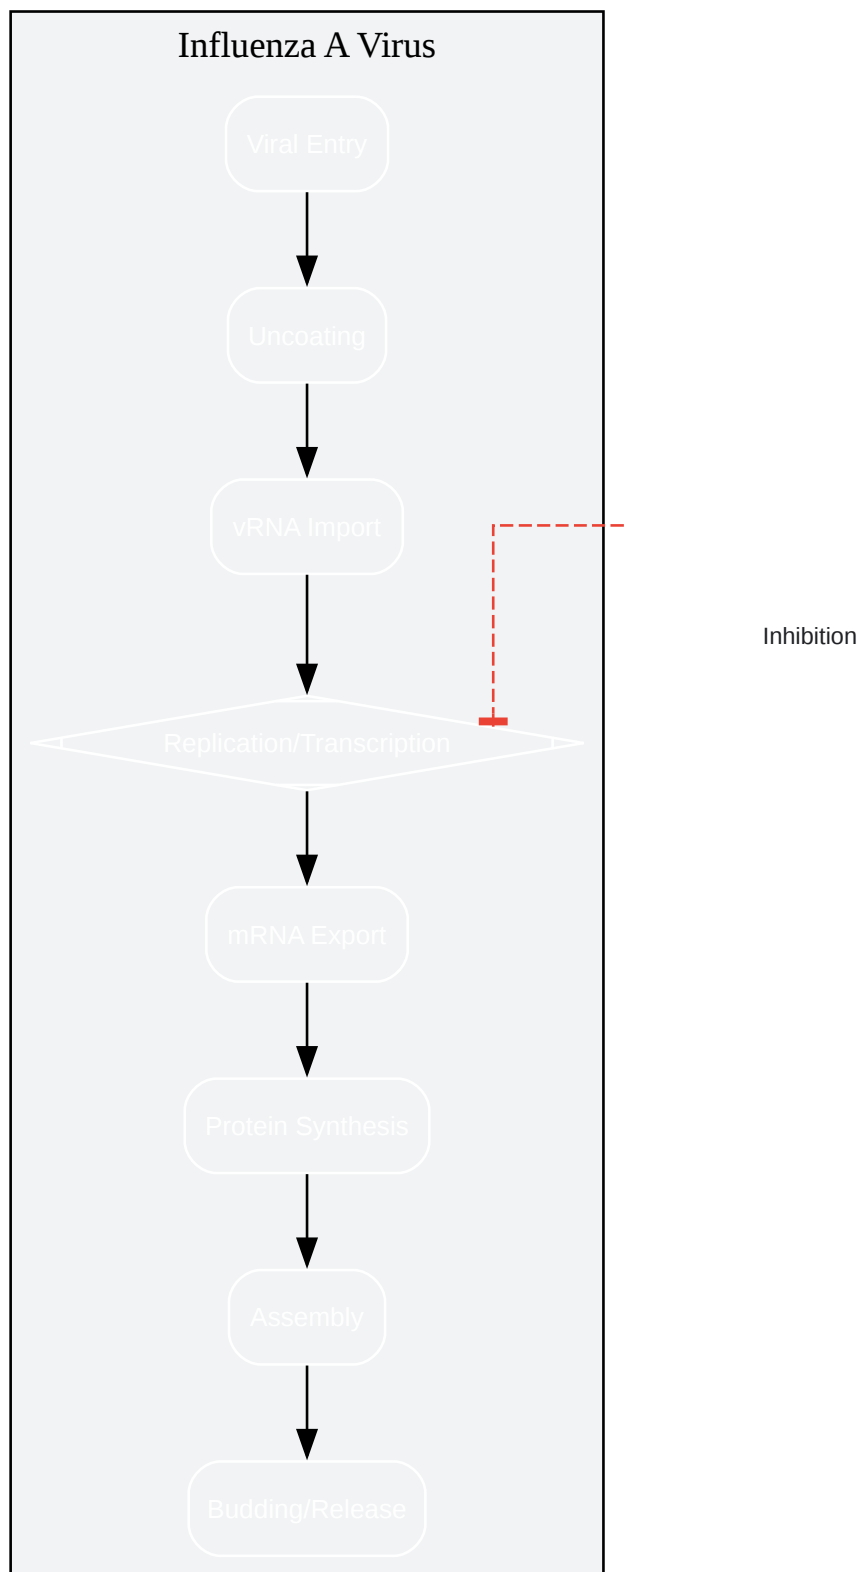 Influenza A Virus
Viral Entry
Uncoating
vRNA Import
Inhibition
Replication/Transcription
mRNA Export
Protein Synthesis
Assembly
Budding/Release